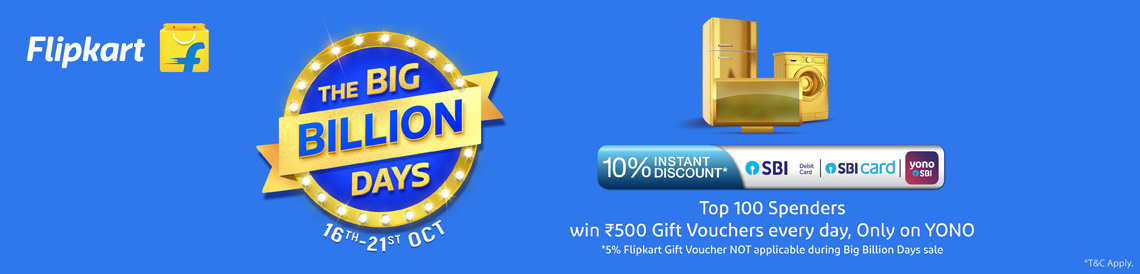 Flipkart
THE BIG
BILLION
DAYS
16TH-21ST OCT
10% INSTANT
DISCOUNT*
SBI Debit
Card
SBI card
yono
SBI
Top 100 Spenders
win ₹500 Gift Vouchers every day, Only on YONO
*5% Flipkart Gift Voucher NOT applicable during Big Billion Days sale
*T&C Apply.